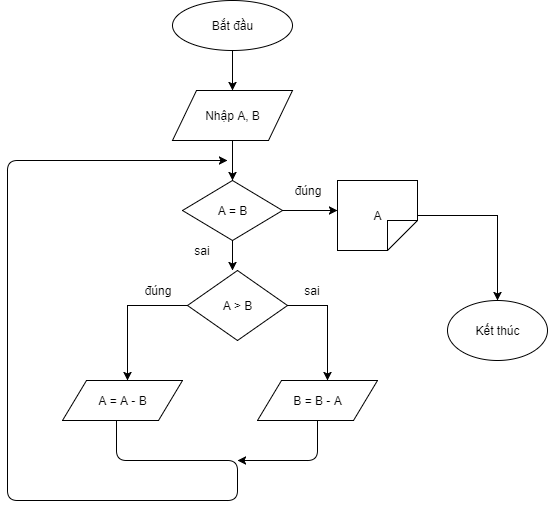 Bắt đầu
Nhập A, B
A = B
đúng
A
sai
Kết thúc
đúng
A > B
sai
A = A - B
B = B - A